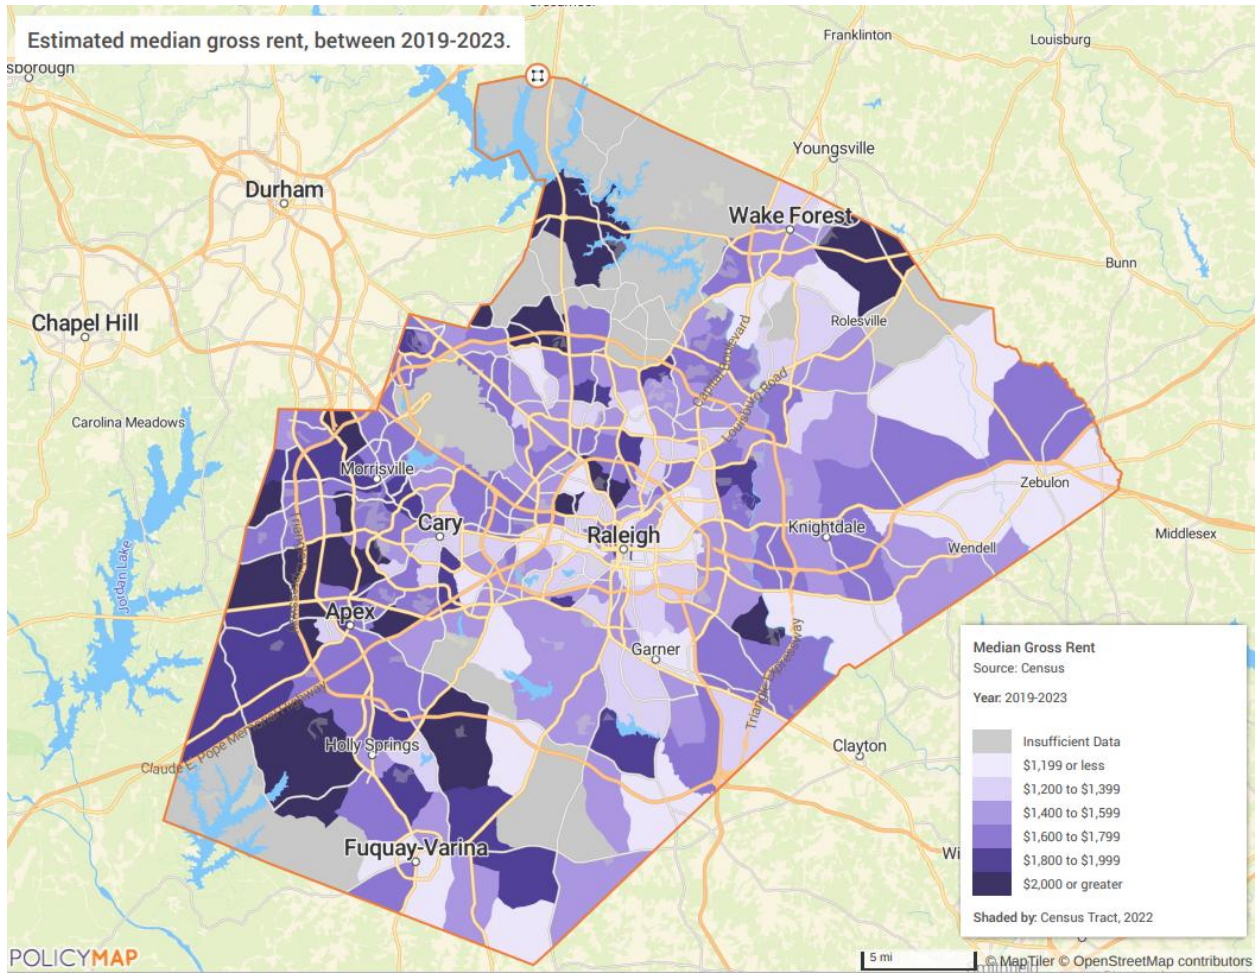 Estimated median gross rent, between 2019-2023.
Franklinton
Louisburg
sborough
Youngsville
Durham
Wake Forest
Bunn
Chapel Hill
Rolesville
Capital Boulevard
Louisburg Road
Carolina Meadows
Morrisville
Zebulon
Cary
Raleigh
Knightdale
Middlesex
Wendell
Jordan Lake
Apex
Garner
Triangle Expressway
Claude E. Pope Memorial Highway
Holly Springs
Clayton
Fuquay-Varina
Wi
Median Gross Rent
Source: Census
Year: 2019-2023
Insufficient Data
$1,199 or less
$1,200 to $1,399
$1,400 to $1,599
$1,600 to $1,799
$1,800 to $1,999
$2,000 or greater
Shaded by: Census Tract, 2022
POLICYMAP
5 mi
© MapTiler © OpenStreetMap contributors